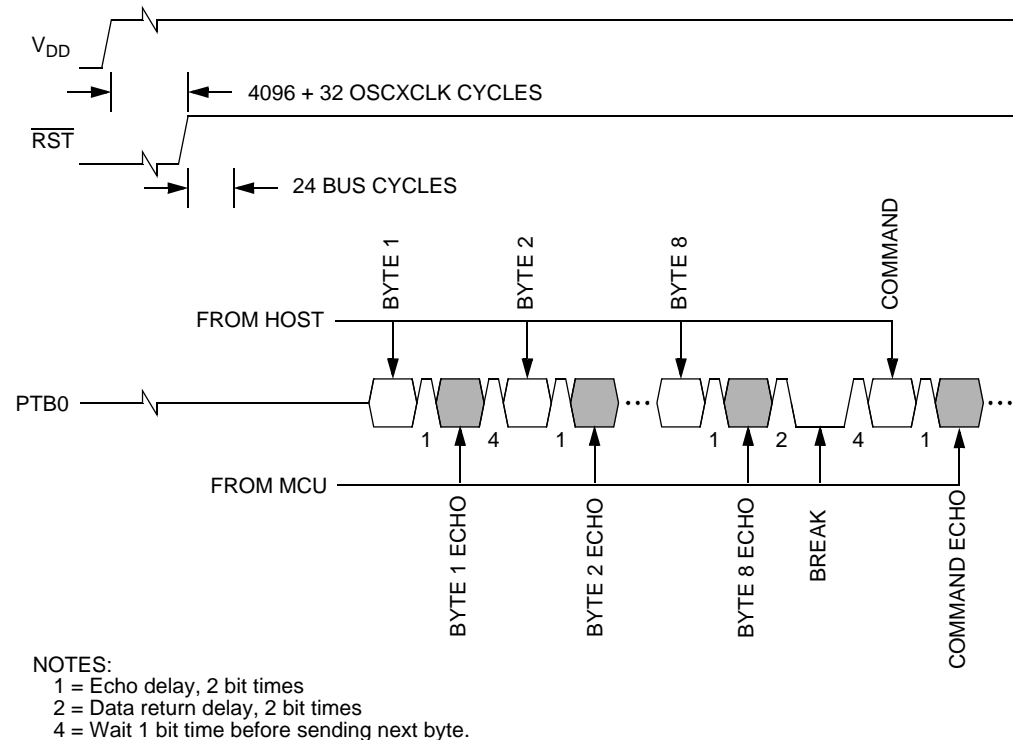 VDD
4096 + 32 OSCXCLK CYCLES
RST
24 BUS CYCLES
BYTE 1
BYTE 2
BYTE 8
COMMAND
FROM HOST
PTB0
1
4
1
1
2
4
1
FROM MCU
BYTE 1 ECHO
BYTE 2 ECHO
BYTE 8 ECHO
BREAK
COMMAND ECHO
NOTES:
1 = Echo delay, 2 bit times
2 = Data return delay, 2 bit times
4 = Wait 1 bit time before sending next byte.